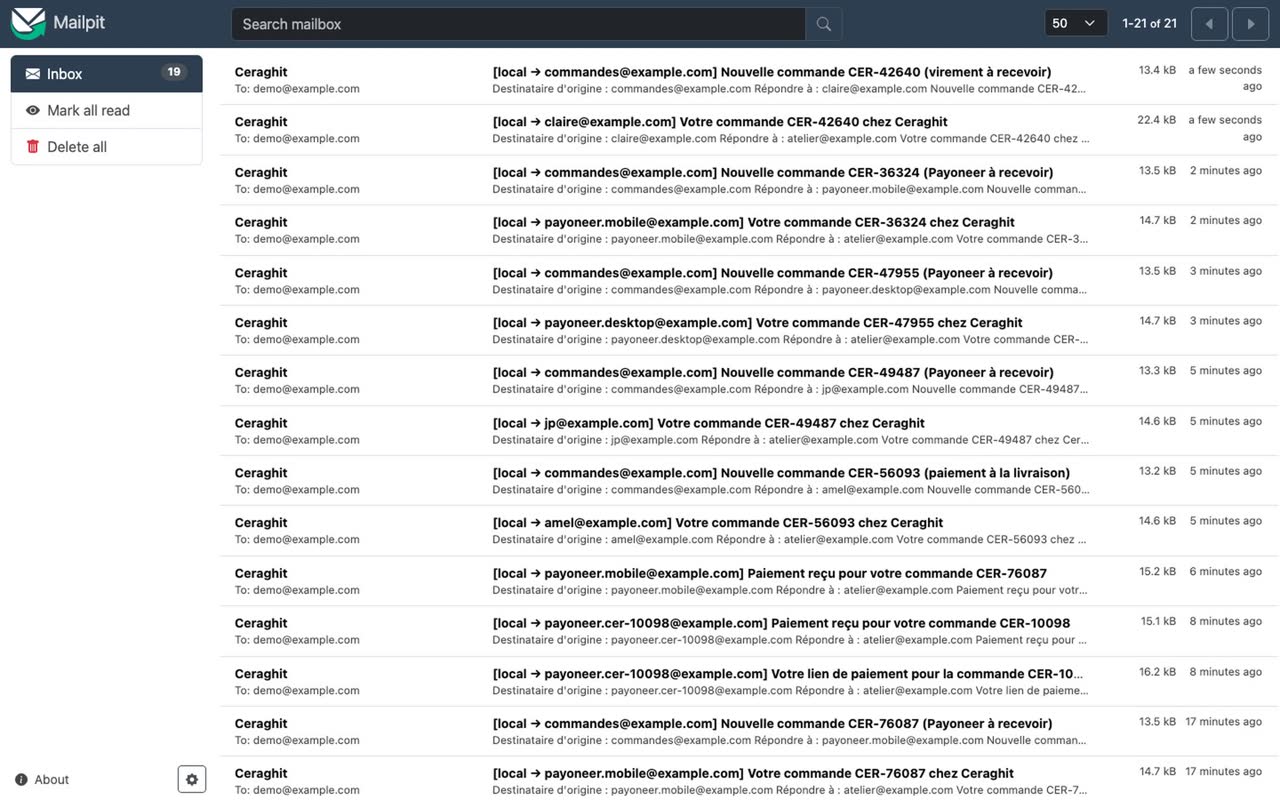 Mailpit
Search mailbox
50
1-21 of 21
Inbox
19
Mark all read
Delete all
Ceraghit
To: demo@example.com
[local → commandes@example.com] Nouvelle commande CER-42640 (virement à recevoir)
Destinataire d'origine : commandes@example.com Répondre à : claire@example.com Nouvelle commande CER-42...
13.4 kB
a few seconds
ago
Ceraghit
To: demo@example.com
[local → claire@example.com] Votre commande CER-42640 chez Ceraghit
Destinataire d'origine : claire@example.com Répondre à : atelier@example.com Votre commande CER-42640 chez ...
22.4 kB
a few seconds
ago
Ceraghit
To: demo@example.com
[local → commandes@example.com] Nouvelle commande CER-36324 (Payoneer à recevoir)
Destinataire d'origine : commandes@example.com Répondre à : payoneer.mobile@example.com Nouvelle comman...
13.5 kB
2 minutes ago
Ceraghit
To: demo@example.com
[local → payoneer.mobile@example.com] Votre commande CER-36324 chez Ceraghit
Destinataire d'origine : payoneer.mobile@example.com Répondre à : atelier@example.com Votre commande CER-3...
14.7 kB
2 minutes ago
Ceraghit
To: demo@example.com
[local → commandes@example.com] Nouvelle commande CER-47955 (Payoneer à recevoir)
Destinataire d'origine : commandes@example.com Répondre à : payoneer.desktop@example.com Nouvelle comma...
13.5 kB
3 minutes ago
Ceraghit
To: demo@example.com
[local → payoneer.desktop@example.com] Votre commande CER-47955 chez Ceraghit
Destinataire d'origine : payoneer.desktop@example.com Répondre à : atelier@example.com Votre commande CER-...
14.7 kB
3 minutes ago
Ceraghit
To: demo@example.com
[local → commandes@example.com] Nouvelle commande CER-49487 (Payoneer à recevoir)
Destinataire d'origine : commandes@example.com Répondre à : jp@example.com Nouvelle commande CER-49487...
13.3 kB
5 minutes ago
Ceraghit
To: demo@example.com
[local → jp@example.com] Votre commande CER-49487 chez Ceraghit
Destinataire d'origine : jp@example.com Répondre à : atelier@example.com Votre commande CER-49487 chez Cer...
14.6 kB
5 minutes ago
Ceraghit
To: demo@example.com
[local → commandes@example.com] Nouvelle commande CER-56093 (paiement à la livraison)
Destinataire d'origine : commandes@example.com Répondre à : amel@example.com Nouvelle commande CER-560...
13.2 kB
5 minutes ago
Ceraghit
To: demo@example.com
[local → amel@example.com] Votre commande CER-56093 chez Ceraghit
Destinataire d'origine : amel@example.com Répondre à : atelier@example.com Votre commande CER-56093 chez ...
14.6 kB
5 minutes ago
Ceraghit
To: demo@example.com
[local → payoneer.mobile@example.com] Paiement reçu pour votre commande CER-76087
Destinataire d'origine : payoneer.mobile@example.com Répondre à : atelier@example.com Paiement reçu pour votr...
15.2 kB
6 minutes ago
Ceraghit
To: demo@example.com
[local → payoneer.cer-10098@example.com] Paiement reçu pour votre commande CER-10098
Destinataire d'origine : payoneer.cer-10098@example.com Répondre à : atelier@example.com Paiement reçu pour ...
15.1 kB
8 minutes ago
Ceraghit
To: demo@example.com
[local → payoneer.cer-10098@example.com] Votre lien de paiement pour la commande CER-10...
Destinataire d'origine : payoneer.cer-10098@example.com Répondre à : atelier@example.com Votre lien de paieme...
16.2 kB
8 minutes ago
Ceraghit
To: demo@example.com
[local → commandes@example.com] Nouvelle commande CER-76087 (Payoneer à recevoir)
Destinataire d'origine : commandes@example.com Répondre à : payoneer.mobile@example.com Nouvelle comman...
13.5 kB
17 minutes ago
Ceraghit
To: demo@example.com
[local → payoneer.mobile@example.com] Votre commande CER-76087 chez Ceraghit
Destinataire d'origine : payoneer.mobile@example.com Répondre à : atelier@example.com Votre commande CER-7...
14.7 kB
17 minutes ago
About